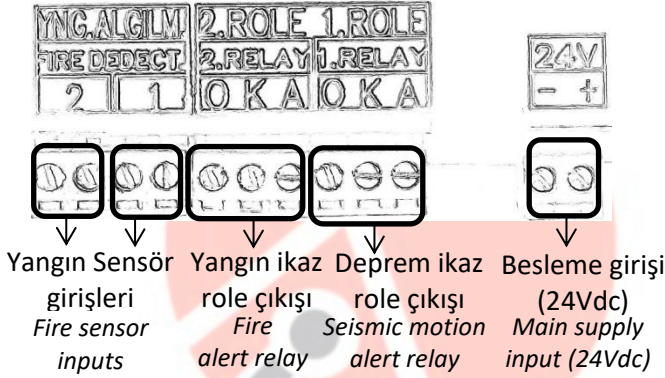 YNG.ALGILM. 2.ROLE 1.ROLE
FIRE DEDECT. 2.RELAY 1.RELAY 24V
2 1 O K A O K A - +
Yangın Sensör girişleri
Fire sensor inputs
Yangın ikaz role çıkışı
Fire alert relay
Deprem ikaz role çıkışı
Seismic motion alert relay
Besleme girişi (24Vdc)
Main supply input (24Vdc)